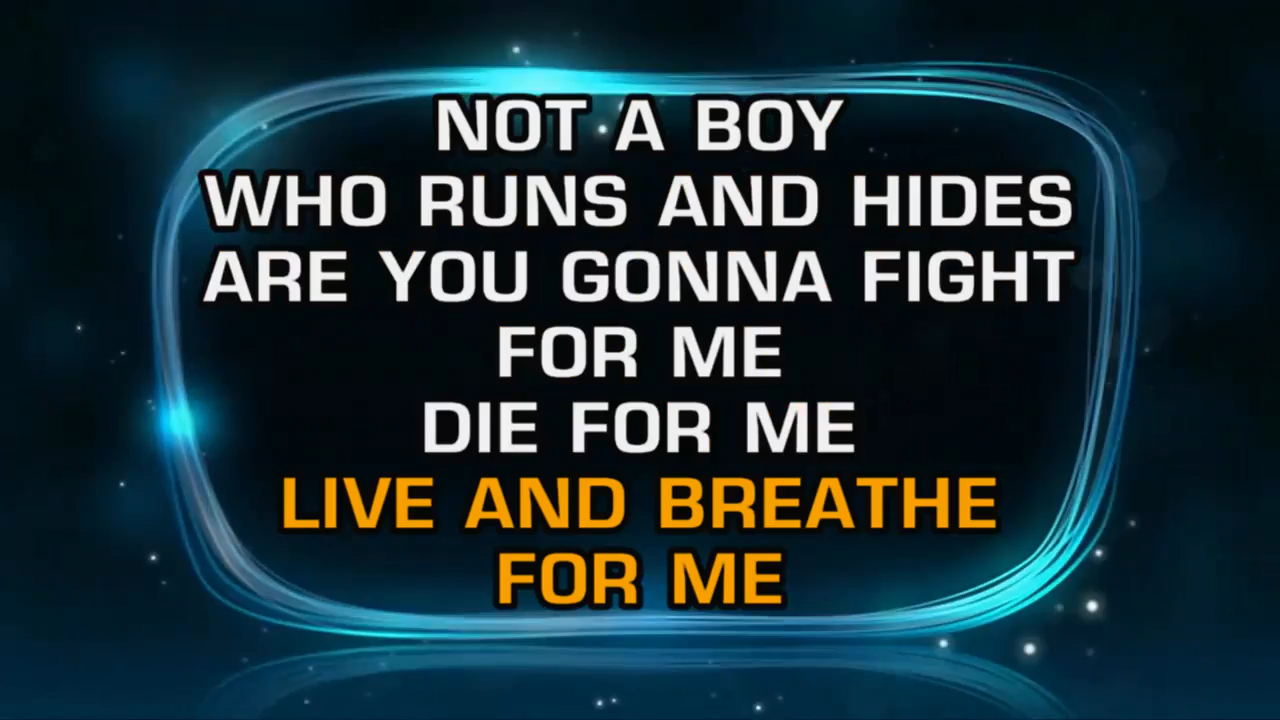 NOT A BOY
WHO RUNS AND HIDES
ARE YOU GONNA FIGHT
FOR ME
DIE FOR ME
LIVE AND BREATHE
FOR ME